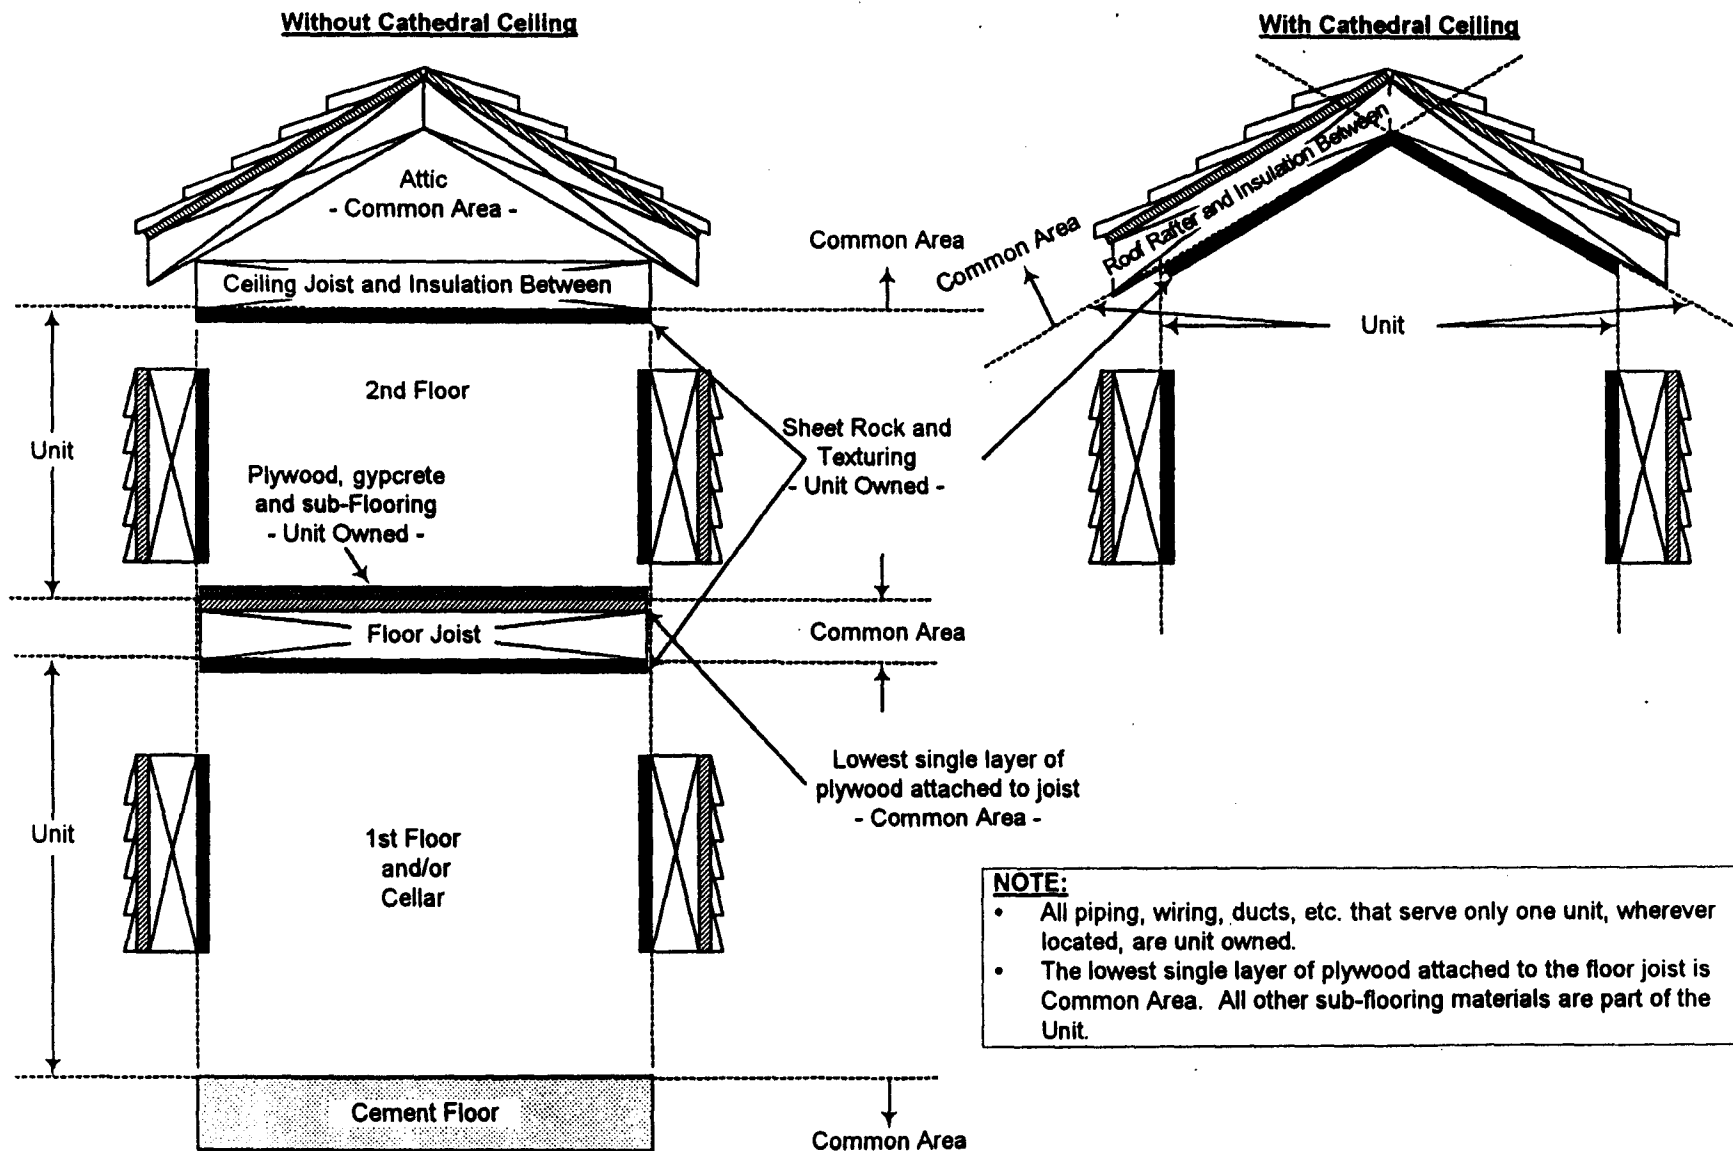 Without Cathedral Ceiling
With Cathedral Ceiling
Attic
- Common Area -
Ceiling Joist and Insulation Between
Common Area
Common Area
Roof Rafter and Insulation Between
Unit
2nd Floor
Unit
Sheet Rock and
Texturing
- Unit Owned -
Plywood, gypcrete
and sub-Flooring
- Unit Owned -
Floor Joist
Common Area
Lowest single layer of
plywood attached to joist
- Common Area -
Unit
1st Floor
and/or
Cellar
NOTE:
• All piping, wiring, ducts, etc. that serve only one unit, wherever
located, are unit owned.
• The lowest single layer of plywood attached to the floor joist is
Common Area. All other sub-flooring materials are part of the
Unit.
Cement Floor
Common Area